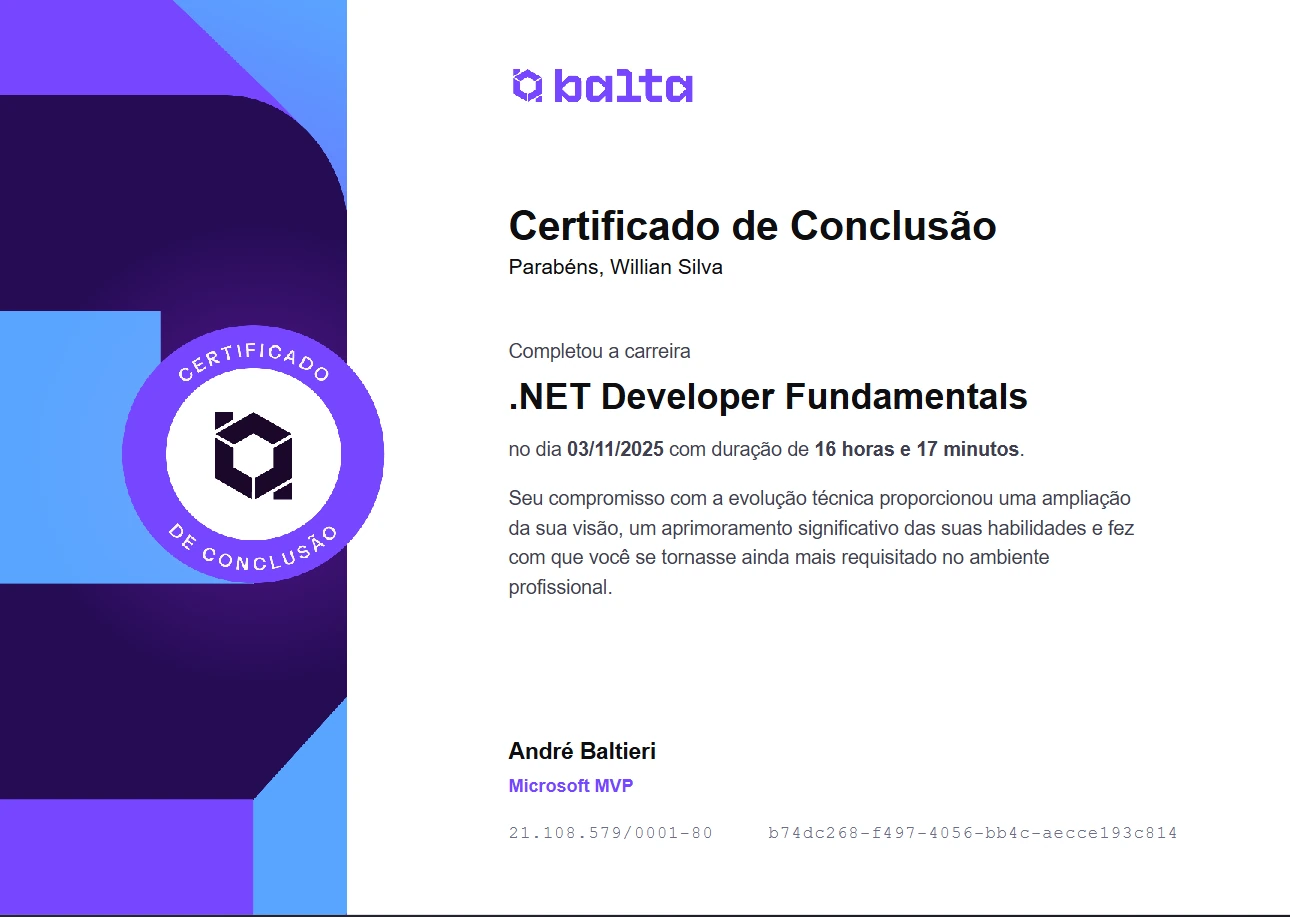 balta
Certificado de Conclusão
Parabéns, Willian Silva
Completou a carreira
.NET Developer Fundamentals
no dia 03/11/2025 com duração de 16 horas e 17 minutos.
Seu compromisso com a evolução técnica proporcionou uma ampliação
da sua visão, um aprimoramento significativo das suas habilidades e fez
com que você se tornasse ainda mais requisitado no ambiente
profissional.
CERTIFICADO
DE CONCLUSÃO
André Baltieri
Microsoft MVP
21.108.579/0001-80 b74dc268-f497-4056-bb4c-aecce193c814